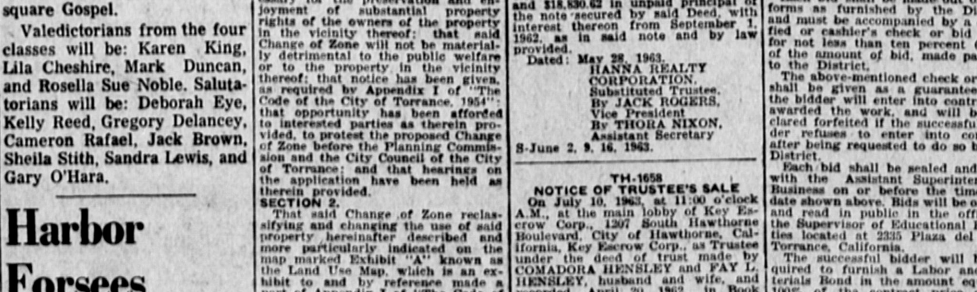 square Gospel.
Valedictorians from the four
classes will be: Karen King,
Lila Cheshire, Mark Duncan,
and Rosella Sue Noble. Saluta-
torians will be: Deborah Eye,
Kelly Reed, Gregory Delancey,
Cameron Rafael, Jack Brown,
Sheila Stith, Sandra Lewis, and
Gary O'Hara.
Harbor
Forsees
joyment of substantial property
rights of the owners of the property
in the vicinity thereof; that said
Change of Zone will not be material-
ly detrimental to the public welfare
or to the property in the vicinity
thereof; that notice has been given,
as required by Appendix I of "The
Code of the City of Torrance, 1954";
that opportunity has been afforded
to interested parties as therein pro-
vided, to protest the proposed Change
of Zone before the Planning Commis-
sion and the City Council of the City
of Torrance; and that hearings on
the application have been held as
therein provided.
SECTION 2.
That said Change of Zone reclas-
sifying and changing the use of said
property hereinafter described and
more particularly indicated on the
map marked Exhibit "A" known as
the Land Use Map, which is an ex-
hibit to and by reference made a
and $18,830.62 in unpaid principal of
the note secured by said Deed, with
interest thereon from September 1,
1962, as in said note and by law
provided.
Dated: May 28, 1963.
HANNA REALTY
CORPORATION,
Substituted Trustee.
By JACK ROGERS,
Vice President
By THORA NIXON,
Assistant Secretary
S-June 2, 9, 16, 1963.
TH-1658
NOTICE OF TRUSTEE'S SALE
On July 10, 1963, at 11:00 o'clock
A.M., at the main lobby of Key Es-
crow Corp., 1207 South Hawthorne
Boulevard, City of Hawthorne, Cal-
ifornia, Key Escrow Corp., as Trustee
under the deed of trust made by
COMADORA HENSLEY and FAY L.
HENSLEY, husband and wife, and
recorded April 20, 1962, in Book
forms as furnished by the
and must be accompanied by a
fied or cashier's check or bid
for not less than ten percent
of the amount of bid, made pa
to the District.
The above-mentioned check or
shall be given as a guarantee
the bidder will enter into cont
awarded the work, and will
clared forfeited if the successfu
der refuses to enter into
after being requested to do so b
District.
Each bid shall be sealed and
with the Assistant Superinte
Business on or before the tim
date shown above. Bids will be
and read in public in the off
the Supervisor of Educational
ties located at 2335 Plaza del
Torrance, California.
The successful bidder will
quired to furnish a Labor an
terials Bond in the amount e